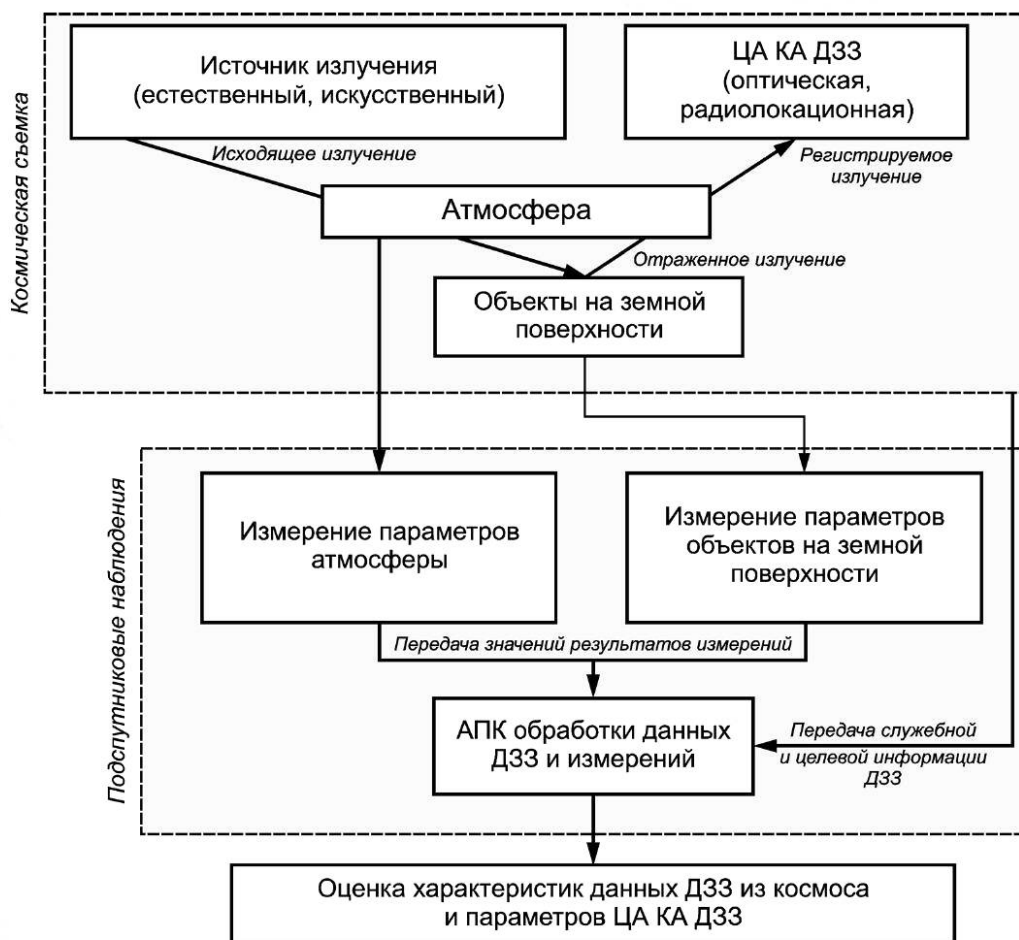 Космическая съемка
Источник излучения
(естественный, искусственный)
ЦА КА ДЗЗ
(оптическая,
радиолокационная)
Исходящее излучение
Регистрируемое
излучение
Атмосфера
Отраженное излучение
Объекты на земной
поверхности
Подспутниковые наблюдения
Измерение параметров
атмосферы
Измерение параметров
объектов на земной
поверхности
Передача значений результатов измерений
АПК обработки данных
ДЗЗ и измерений
Передача служебной
и целевой информации
ДЗЗ
Оценка характеристик данных ДЗЗ из космоса
и параметров ЦА КА ДЗЗ